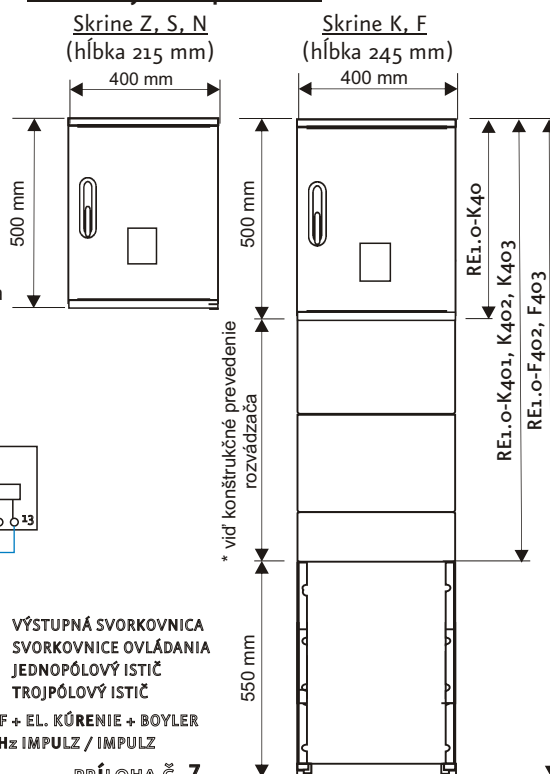 Skrine Z, S, N
(hĺbka 215 mm)
400 mm
500 mm
Skrine K, F
(hĺbka 245 mm)
400 mm
500 mm
RE1.0-K40
RE1.0-K401, K402, K403
RE1.0-F402, F403
* viď konštrukčné prevedenie
rozvádzača
550 mm
13
VÝSTUPNÁ SVORKOVNICA
SVORKOVNICE OVLÁDANIA
JEDNOPÓLOVÝ ISTIČ
TROJPÓLOVÝ ISTIČ
F + EL. KÚRENIE + BOYLER
Hz IMPULZ / IMPULZ
PRÍLOHA Č. 7